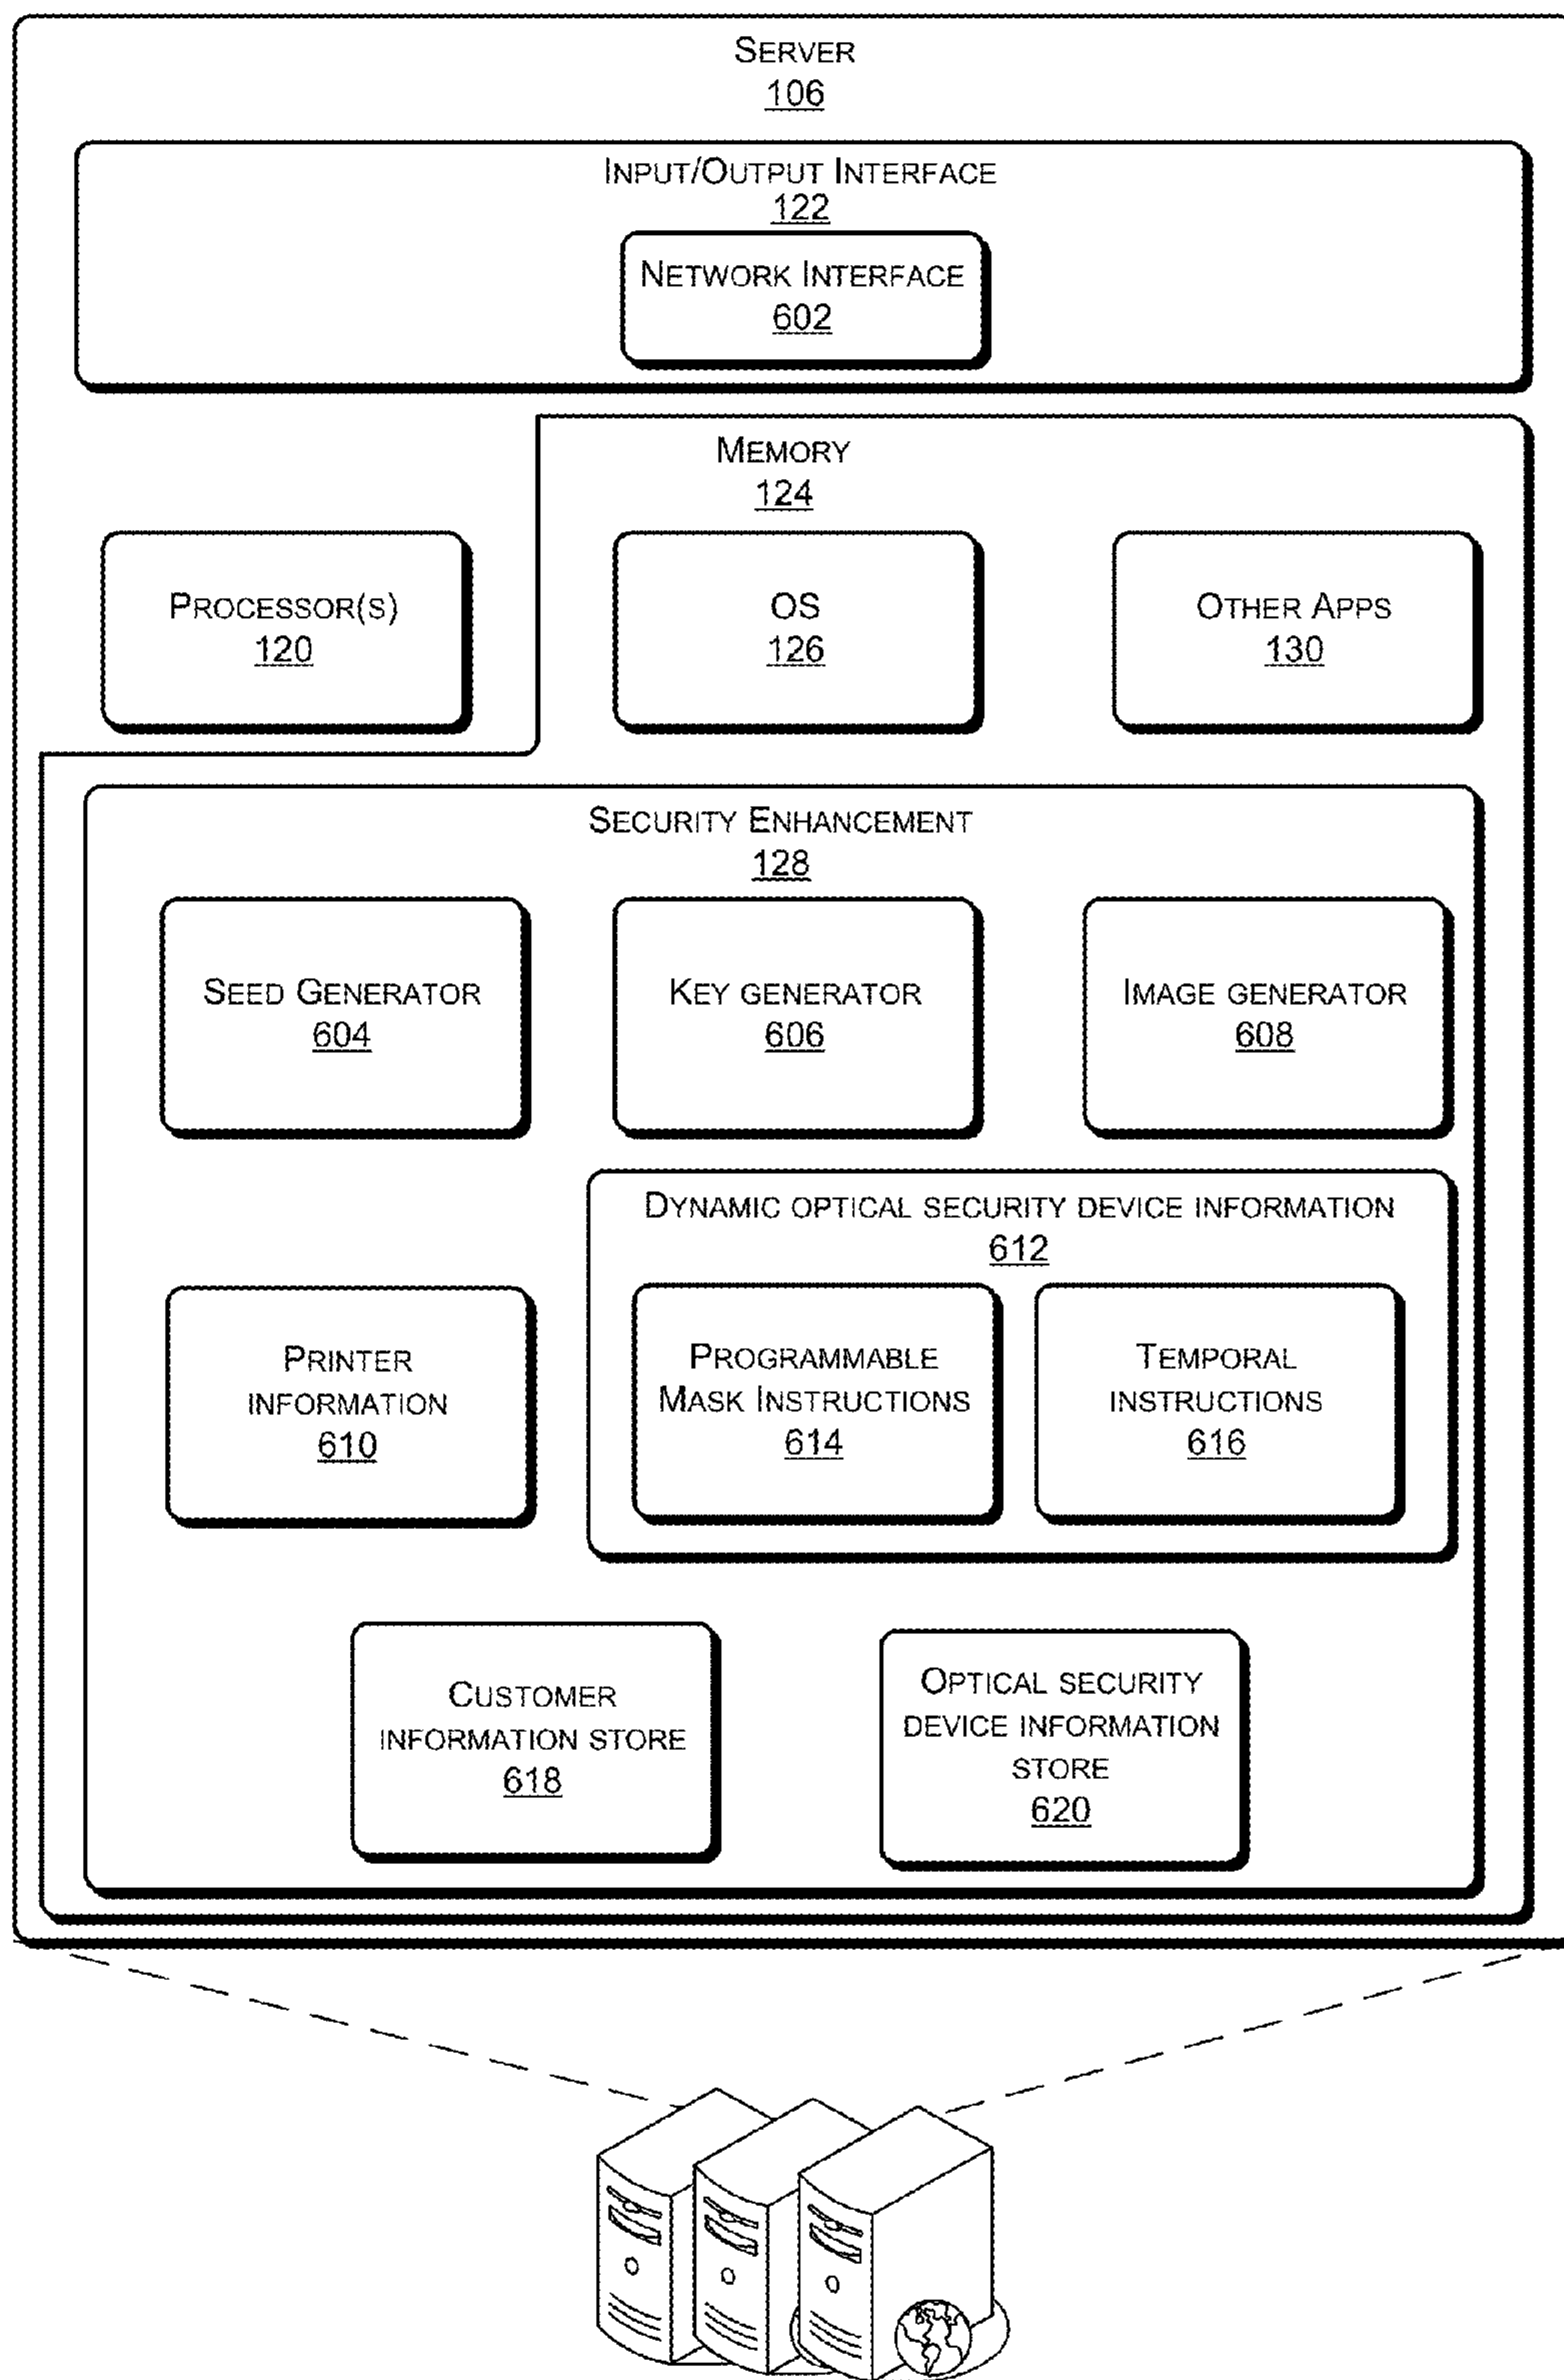 SERVER
106
INPUT/OUTPUT INTERFACE
122
NETWORK INTERFACE
602
MEMORY
124
PROCESSOR(S)
120
OS
126
OTHER APPS
130
SECURITY ENHANCEMENT
128
SEED GENERATOR
604
KEY GENERATOR
606
IMAGE GENERATOR
608
DYNAMIC OPTICAL SECURITY DEVICE INFORMATION
612
PRINTER
INFORMATION
610
PROGRAMMABLE
MASK INSTRUCTIONS
614
TEMPORAL
INSTRUCTIONS
616
CUSTOMER
INFORMATION STORE
618
OPTICAL SECURITY
DEVICE INFORMATION
STORE
620